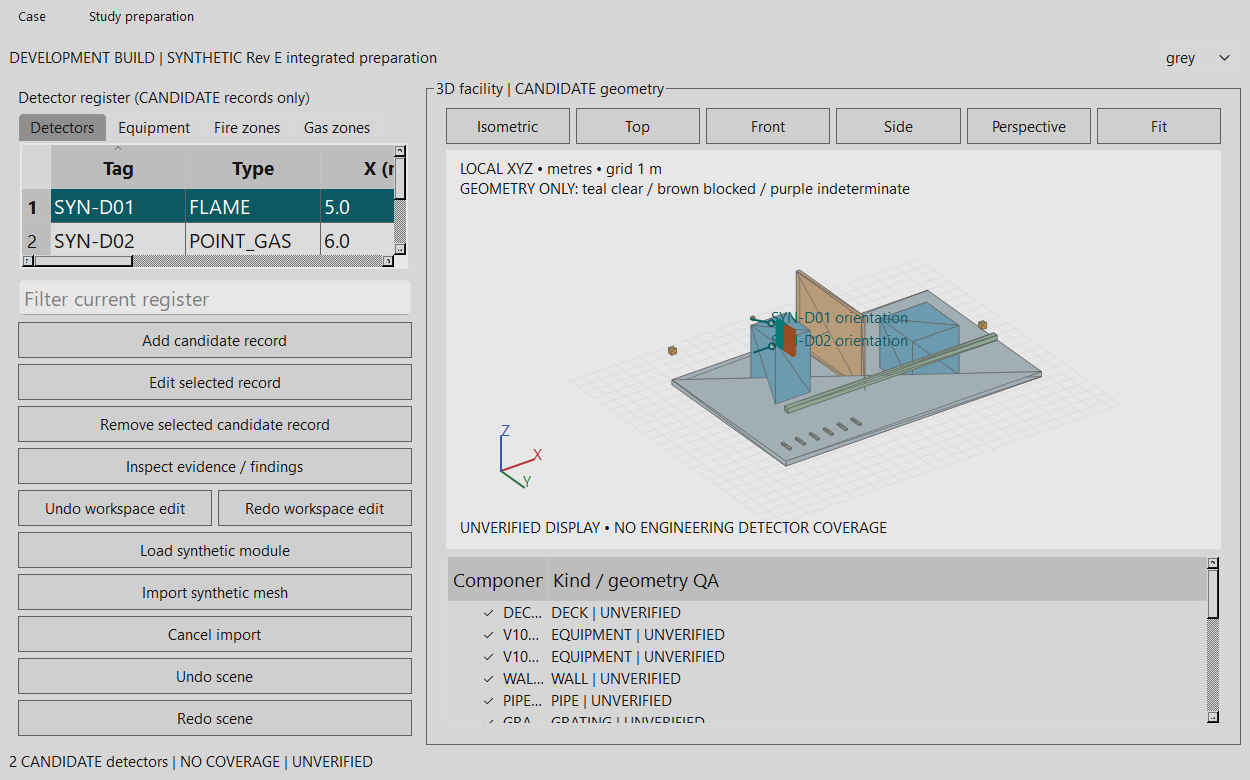 Case Study preparation
DEVELOPMENT BUILD | SYNTHETIC Rev E integrated preparation
grey
Detector register (CANDIDATE records only)
Detectors Equipment Fire zones Gas zones
Tag Type X (r
1 SYN-D01 FLAME 5.0
2 SYN-D02 POINT_GAS 6.0
Filter current register
Add candidate record
Edit selected record
Remove selected candidate record
Inspect evidence / findings
Undo workspace edit Redo workspace edit
Load synthetic module
Import synthetic mesh
Cancel import
Undo scene
Redo scene
3D facility | CANDIDATE geometry
Isometric Top Front Side Perspective Fit
LOCAL XYZ • metres • grid 1 m
GEOMETRY ONLY: teal clear / brown blocked / purple indeterminate
SYN-D01 orientation
-D02 orientation
Z
X
Y
UNVERIFIED DISPLAY • NO ENGINEERING DETECTOR COVERAGE
Componer Kind / geometry QA
DEC... DECK | UNVERIFIED
V10... EQUIPMENT | UNVERIFIED
V10... EQUIPMENT | UNVERIFIED
WAL... WALL | UNVERIFIED
PIPE... PIPE | UNVERIFIED
GRA... GRATING | UNVERIFIED
2 CANDIDATE detectors | NO COVERAGE | UNVERIFIED